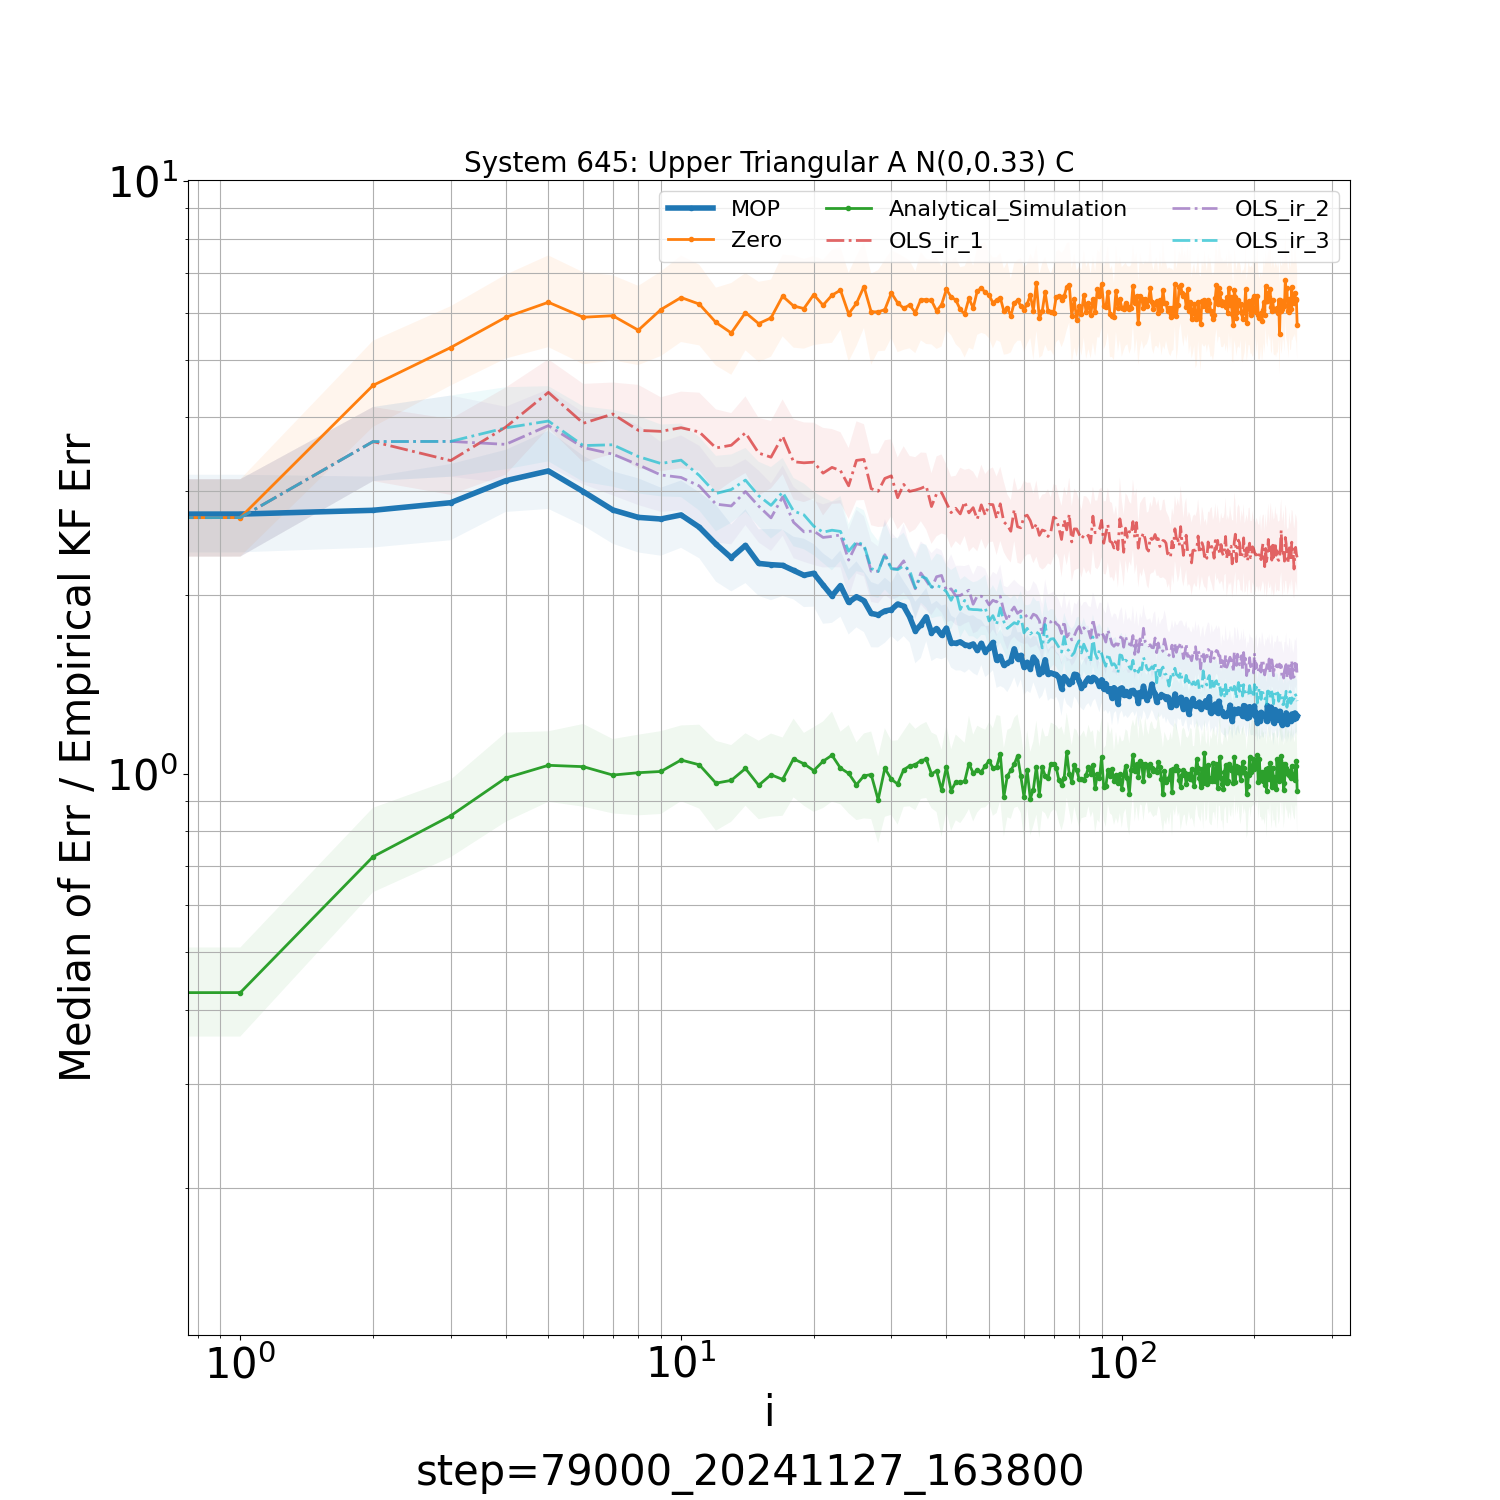 System 645: Upper Triangular A N(0,0.33) C
10¹
MOP
Zero
Analytical_Simulation
OLS_ir_1
OLS_ir_2
OLS_ir_3
Median of Err / Empirical KF Err
10⁰
10⁰
10¹
10²
i
step=79000_20241127_163800